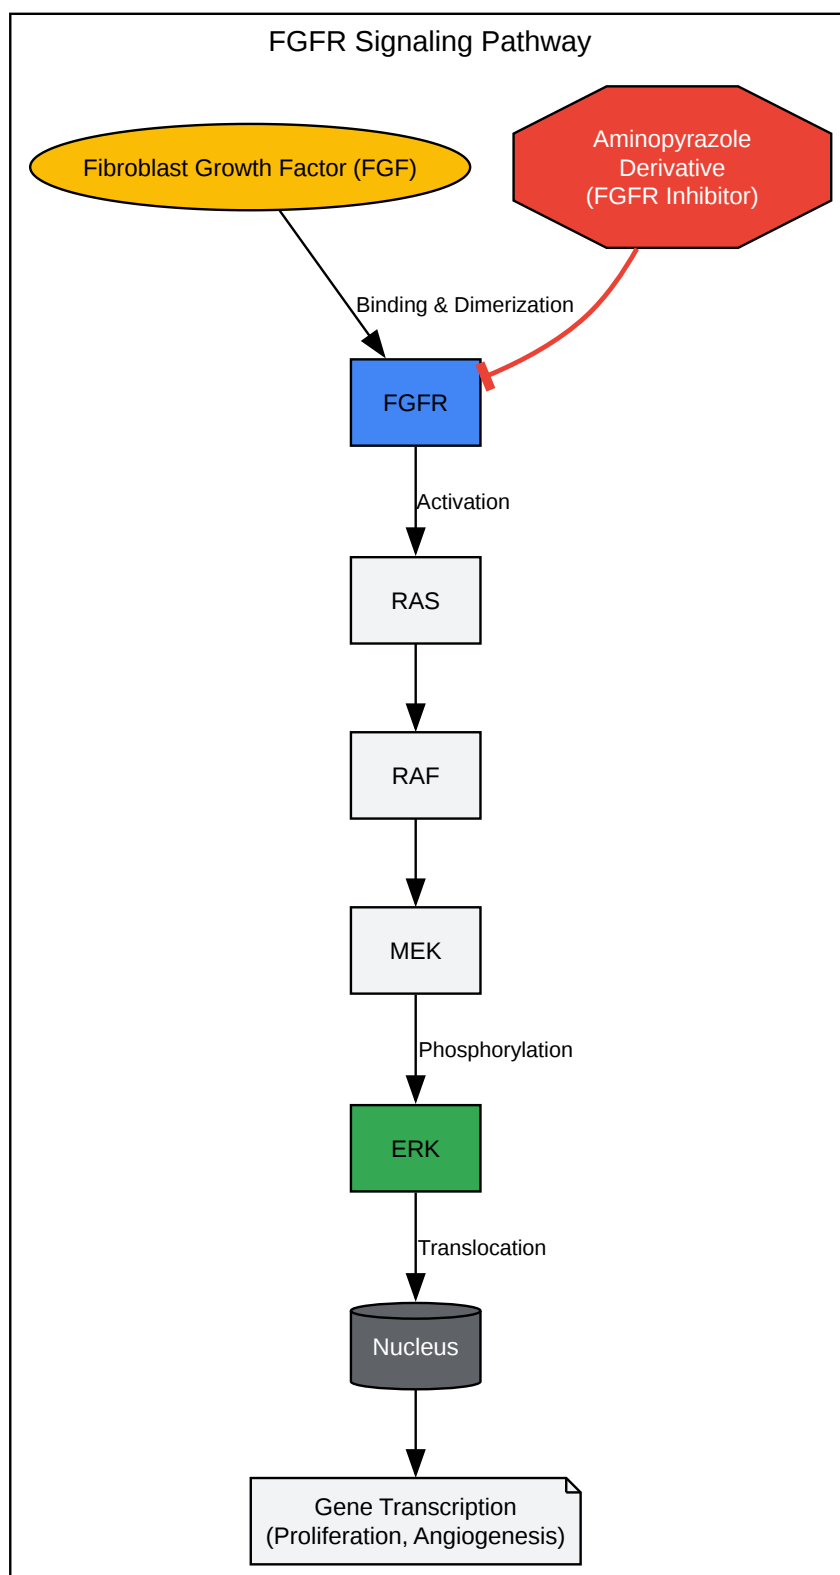 FGFR Signaling Pathway
Fibroblast Growth Factor (FGF)
Aminopyrazole
Derivative
(FGFR Inhibitor)
Binding & Dimerization
FGFR
Activation
RAS
RAF
MEK
Phosphorylation
ERK
Translocation
Nucleus
Gene Transcription
(Proliferation, Angiogenesis)